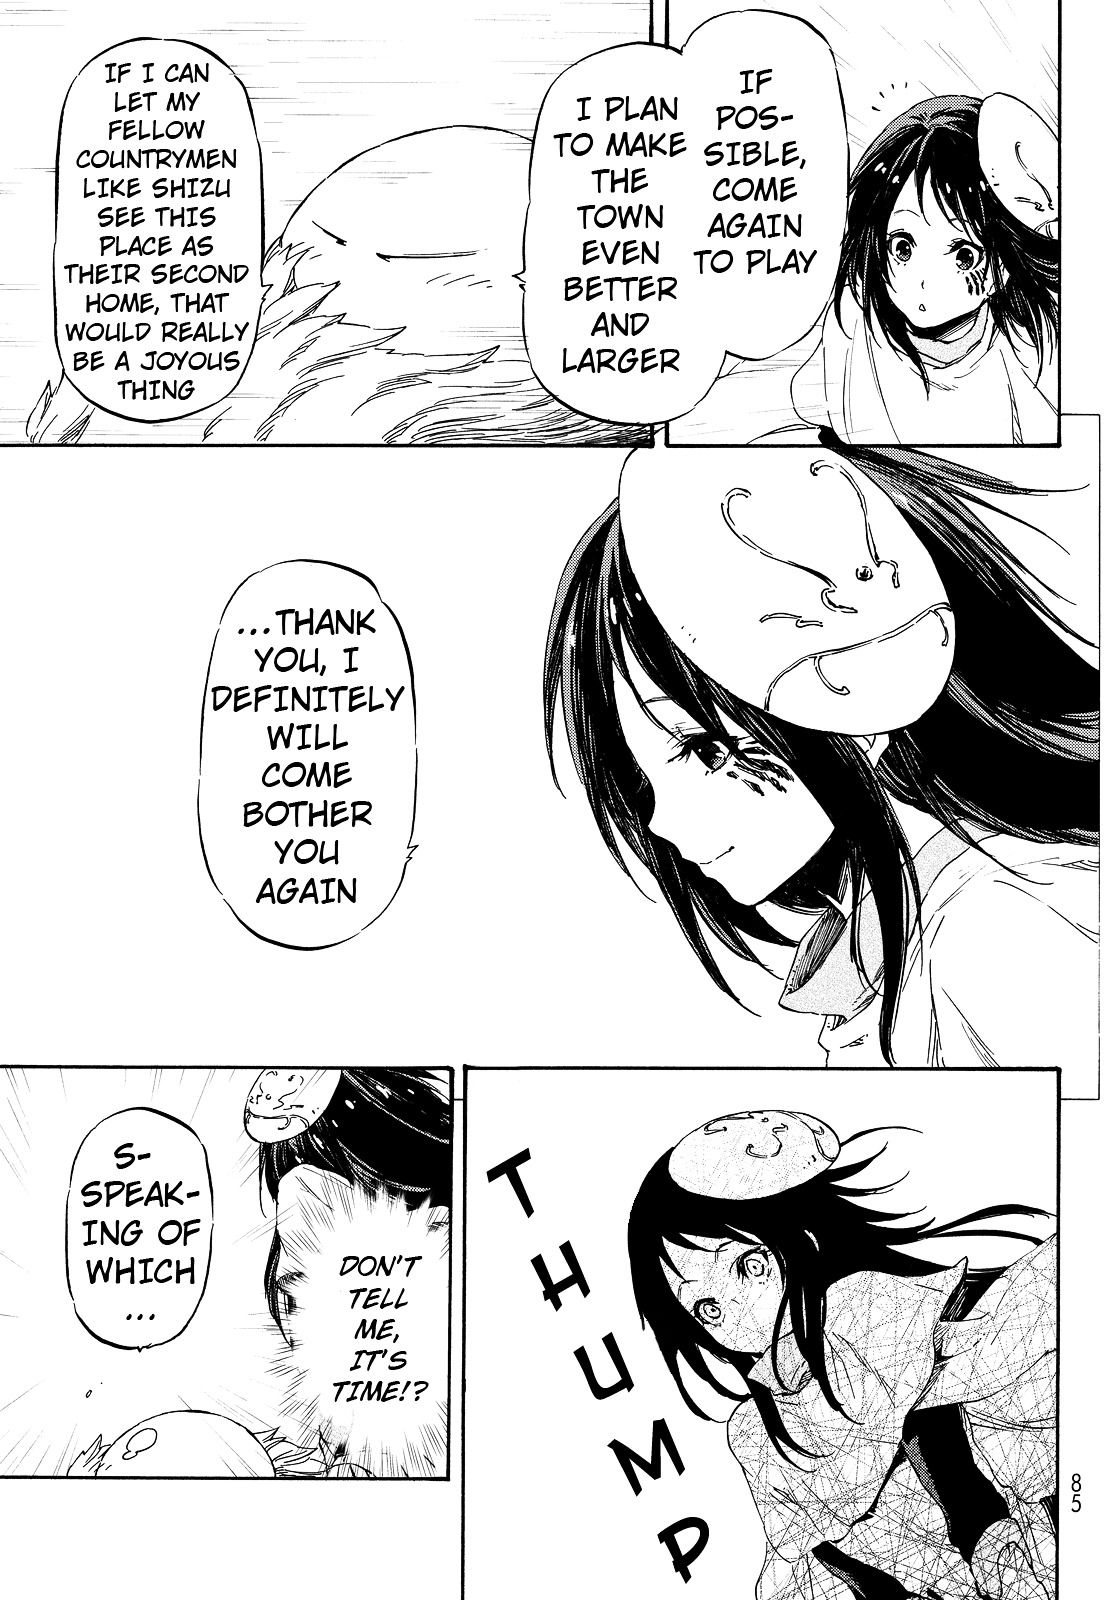 IF
POS-
SIBLE,
COME
AGAIN
TO PLAY
I PLAN
TO MAKE
THE
TOWN
EVEN
BETTER
AND
LARGER
IF I CAN
LET MY
FELLOW
COUNTRYMEN
LIKE SHIZU
SEE THIS
PLACE AS
THEIR SECOND
HOME, THAT
WOULD REALLY
BE A JOYOUS
THING
...THANK
YOU, I
DEFINITELY
WILL
COME
BOTHER
YOU
AGAIN
THUMP
DON'T
TELL
ME,
IT'S
TIME!?
S-
SPEAK-
ING OF
WHICH
...
85